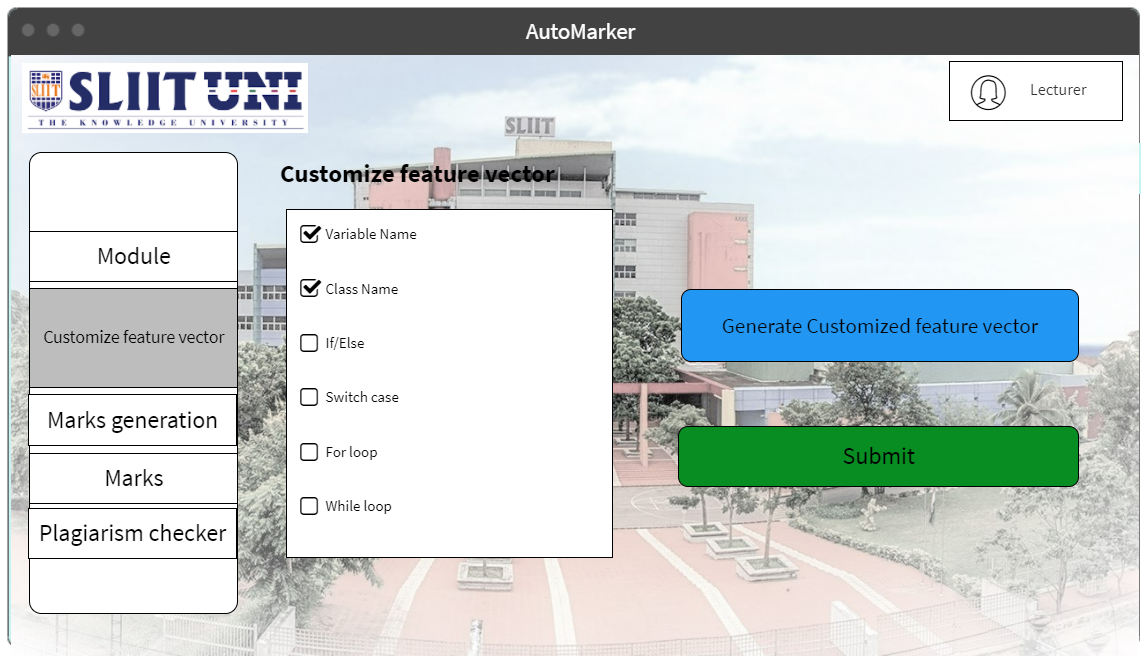 AutoMarker
SLIIT UNI
THE KNOWLEDGE UNIVERSITY
SLIIT
Lecturer
SLIIT
Customize feature vector
Module
Customize feature vector
Marks generation
Marks
Plagiarism checker
Variable Name
Class Name
If/Else
Switch case
For loop
While loop
Generate Customized feature vector
Submit